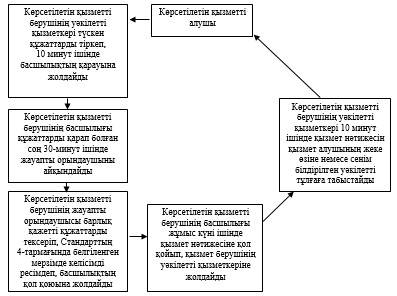 Көрсетілетін қызметті
берушінің уәкілетті
қызметкері түскен
құжаттарды тіркеп,
10 минут ішінде
басшылықтың қарауына
жолдайды
Көрсетілетін қызметті
алушы
Көрсетілетін қызметті
берушінің басшылығы
құжаттарды қарап болған
соң 30-минут ішінде
жауапты орындаушыны
айқындайды
Көрсетілетін қызметті
берушінің жауапты
орындаушысы барлық
қажетті құжаттарды
тексеріп, Стандарттың
4-тармағында белгіленген
мерзімде келісімді
ресімдеп, басшылықтың
қол қоюына жолдайды
Көрсетілетін қызметті
берушінің басшылығы
жұмыс күні ішінде
қызмет нәтижесіне қол
қойып, қызмет берушінің
уәкілетті қызметкеріне
жолдайды
Көрсетілетін қызметті
берушінің уәкілетті
қызметкері 10 минут
ішінде қызмет нәтижесін
қызмет алушының жеке
өзіне немесе сенім
білдірілген уәкілетті
тұлғаға табыстайды